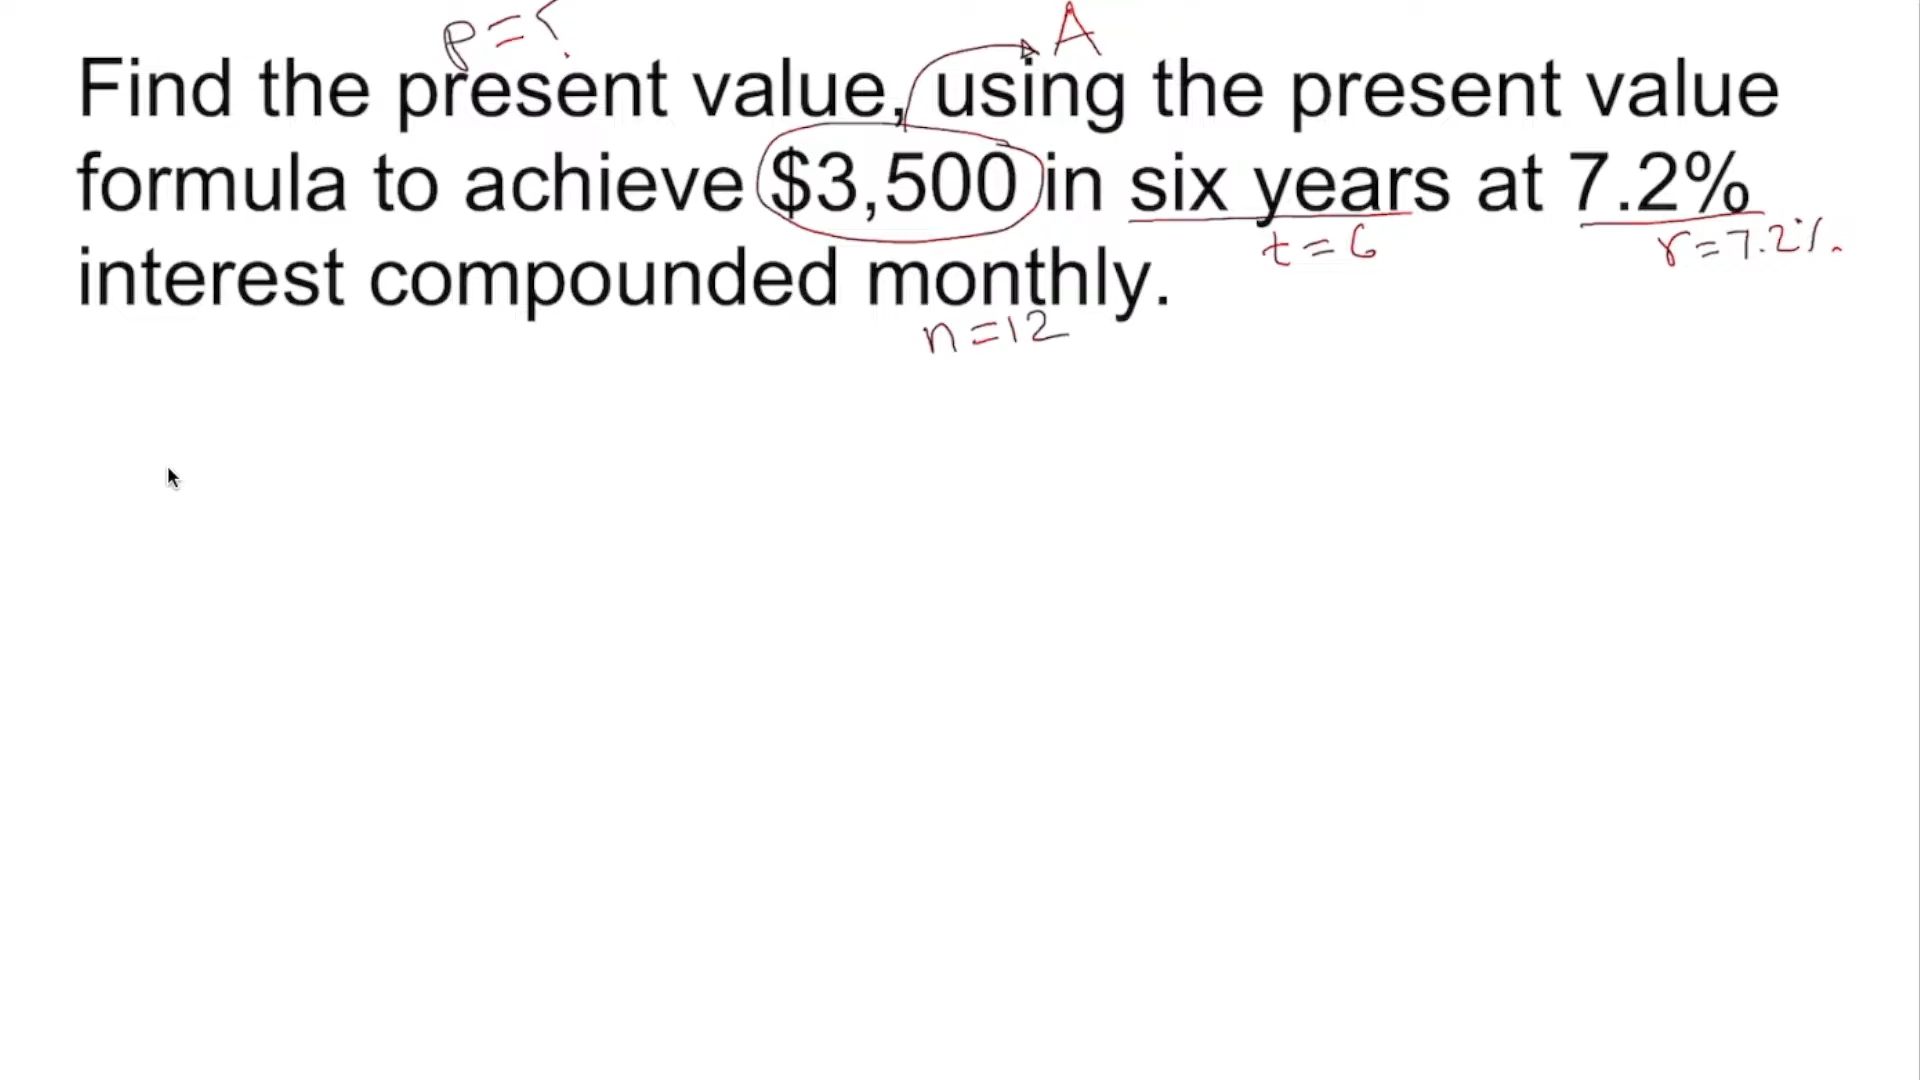 P=?
A
Find the present value, using the present value
formula to achieve $3,500 in six years at 7.2%
t=6
r=7.2%.
interest compounded monthly.
n=12